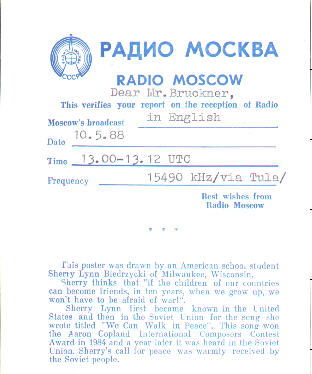 СССР
РАДИО МОСКВА
RADIO MOSCOW
Dear Mr.Bruckner,
This verifies your report on the reception of Radio
Moscow's broadcast in English
Date 10.5.88
Time 13.00-13.12 UTC
Frequency 15490 kHz/via Tula/
Best wishes from
Radio Moscow
* * *
This poster was drawn by an American school student
Sherry Lynn Biedrzycki of Milwaukee, Wisconsin.
Sherry thinks that "if the children of our countries
can become friends, in ten years, when we grow up, we
won't have to be afraid of war!".
Sherry Lynn first became known in the United
States and then in the Soviet Union for the song she
wrote titled "We Can Walk in Peace". This song won
the Aaron Copland International Composers Contest
Award in 1984 and a year later it was heard in the Soviet
Union. Sherry's call for peace was warmly received by
the Soviet people.